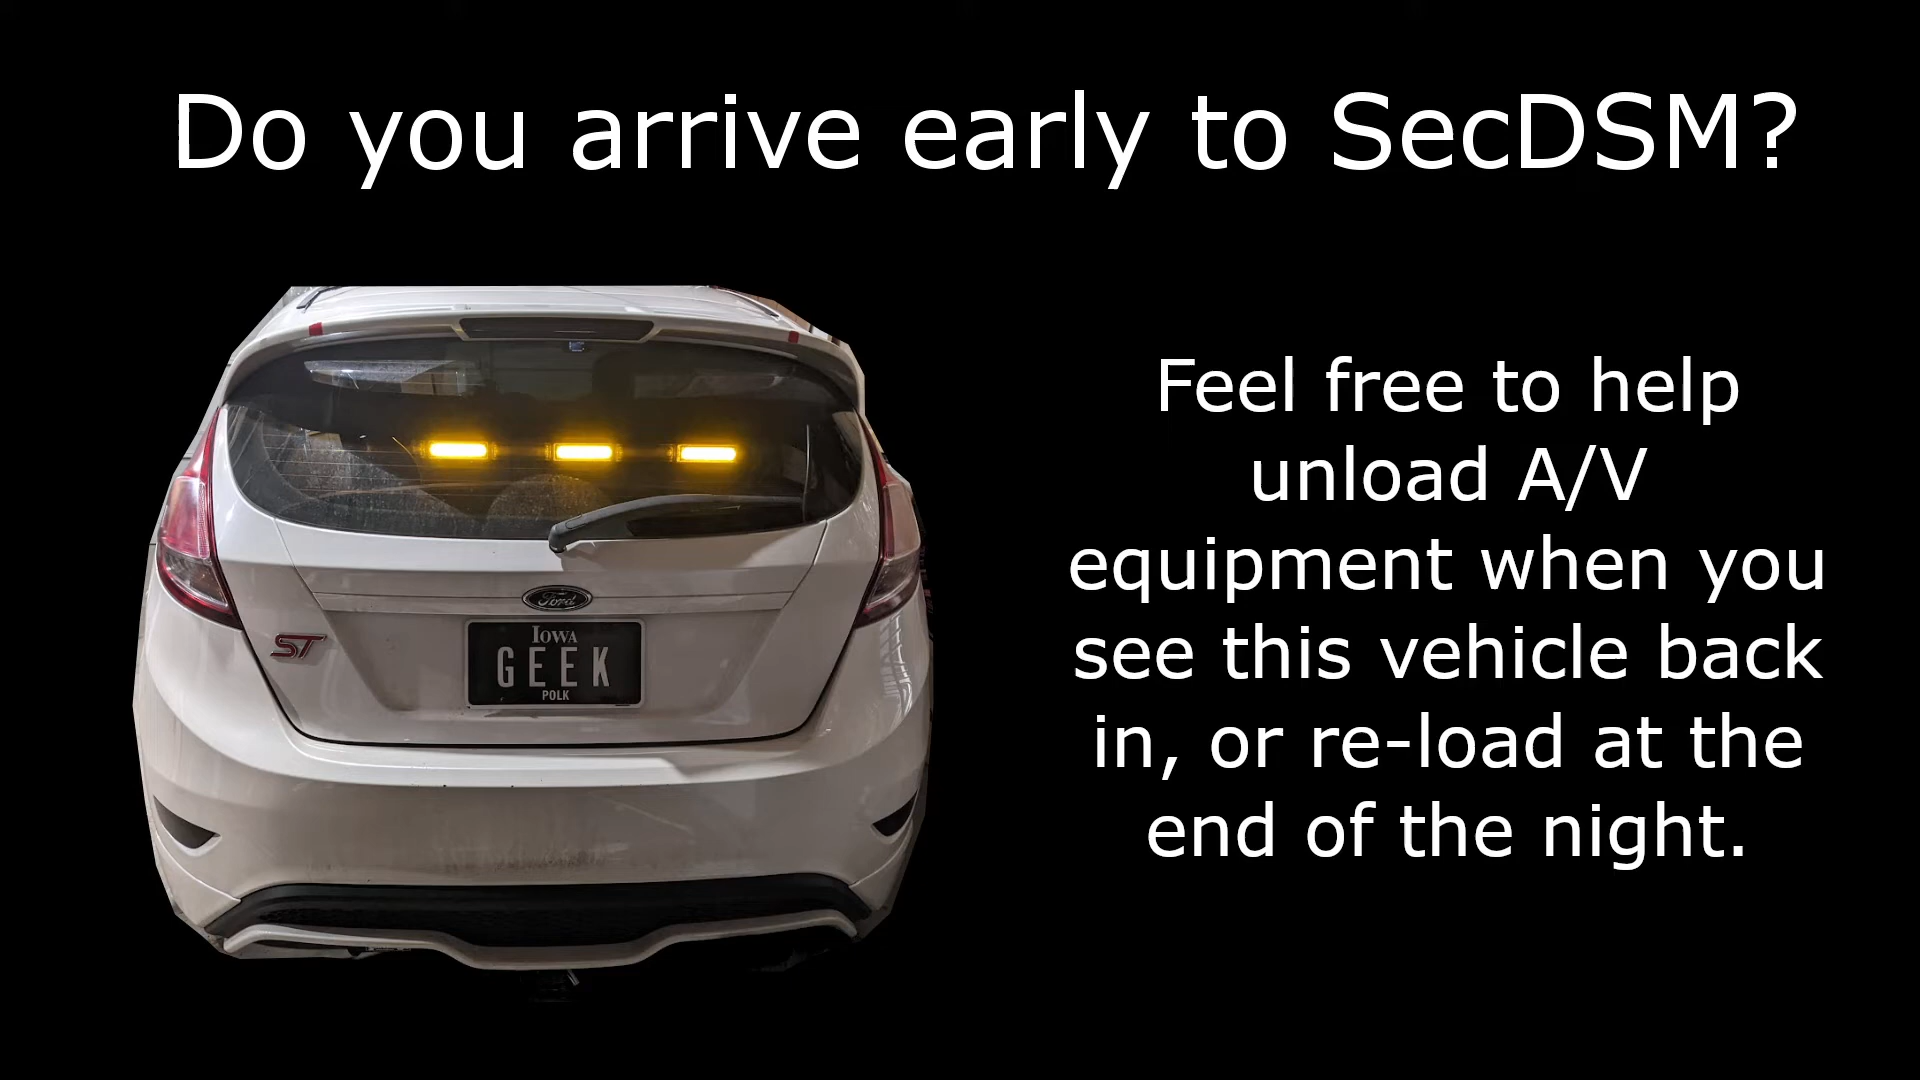 Do you arrive early to SecDSM?
Feel free to help
unload A/V
equipment when you
see this vehicle back
in, or re-load at the
end of the night.
Ford
ST
IOWA
GEEK
POLK